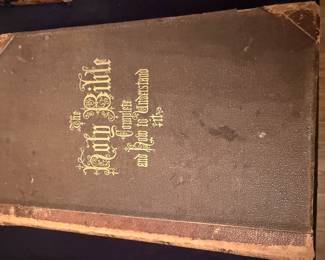 The
Holy Bible
Complete
and How to Understand
it.